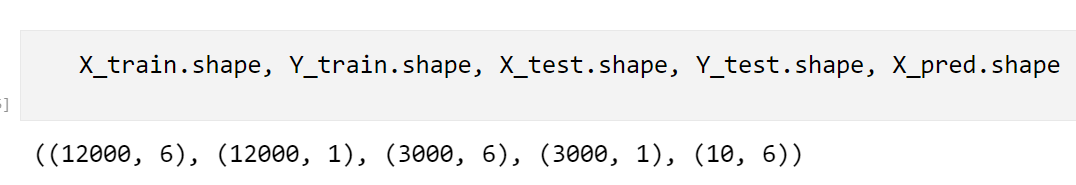 X_train.shape, Y_train.shape, X_test.shape, Y_test.shape, X_pred.shape
]
((12000, 6), (12000, 1), (3000, 6), (3000, 1), (10, 6))